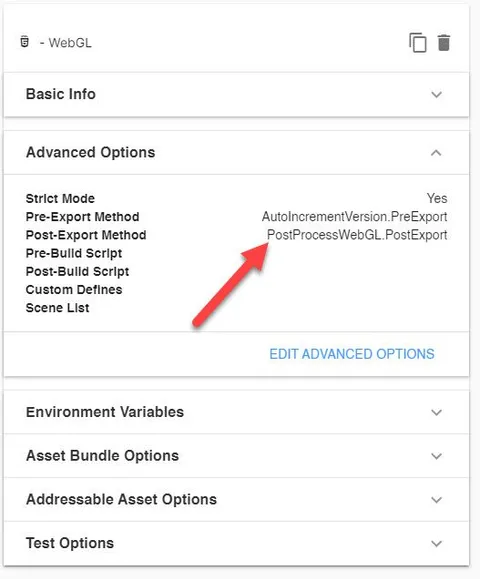 - WebGL
Basic Info
Advanced Options
Strict Mode Yes
Pre-Export Method AutoIncrementVersion.PreExport
Post-Export Method PostProcessWebGL.PostExport
Pre-Build Script
Post-Build Script
Custom Defines
Scene List
EDIT ADVANCED OPTIONS
Environment Variables
Asset Bundle Options
Addressable Asset Options
Test Options